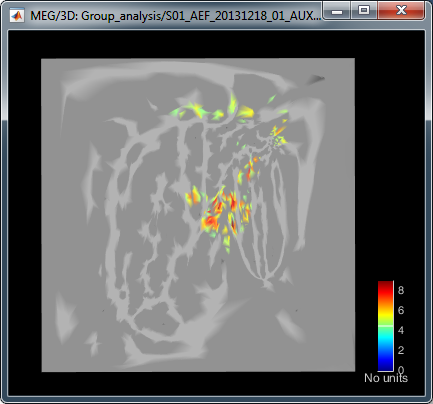 MEG/3D: Group_analysis/S01_AEF_20131218_01_AUX...
8
6
4
2
0
No units